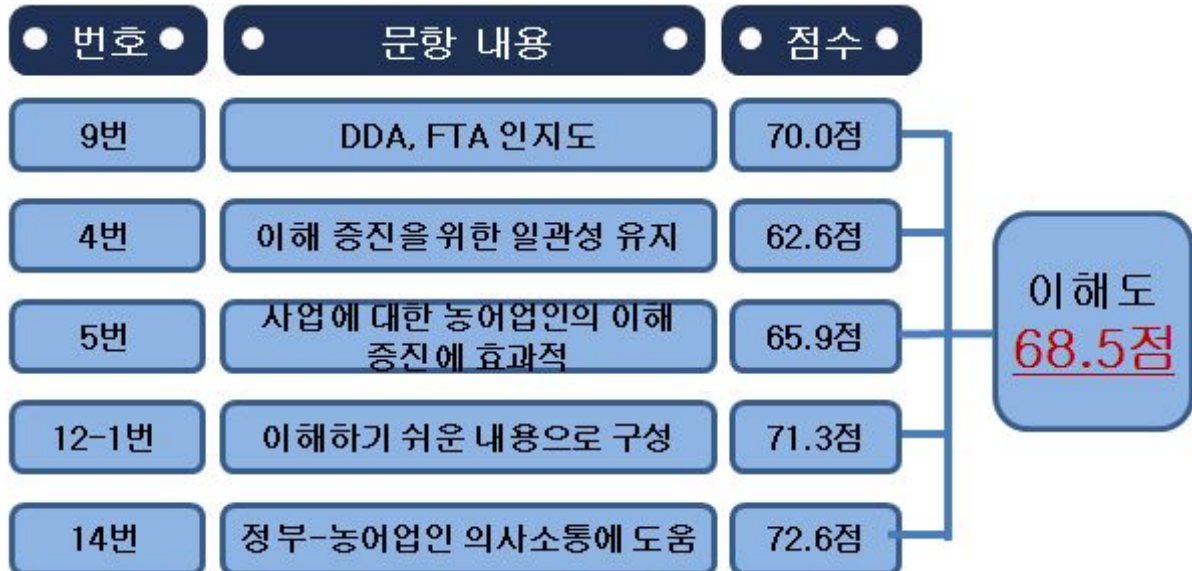 번호 문항 내용 점수
9번 DDA, FTA 인지도 70.0점
4번 이해 증진을 위한 일관성 유지 62.6점
5번 사업에 대한 농어업인의 이해
증진에 효과적 65.9점
12-1번 이해하기 쉬운 내용으로 구성 71.3점
14번 정부-농어업인 의사소통에 도움 72.6점
이해도
68.5점